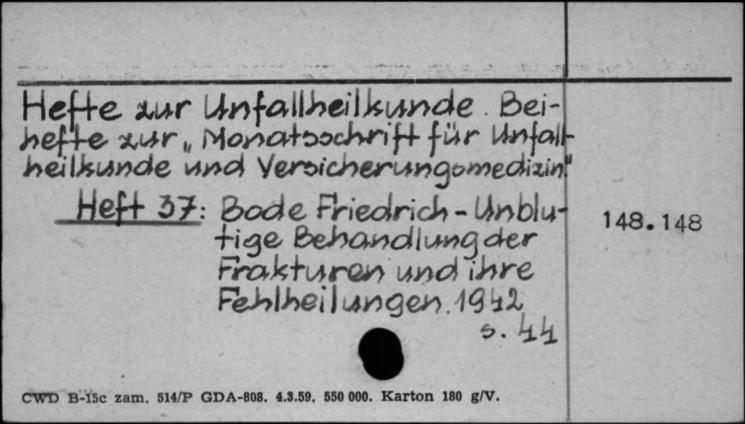 Hefte zur Unfallheilkunde. Bei-
hefte zur „Monatsschrift für Unfall-
heilkunde und Versicherungsmedizin."
Heft 37: Bode Friedrich - Unblu-
tige Behandlung der
Frakturen und ihre
Fehlheilungen. 1942
s. 44
148.148
CWD B-15c zam. 514/P GDA-808. 4.3.59. 550 000. Karton 180 g/V.